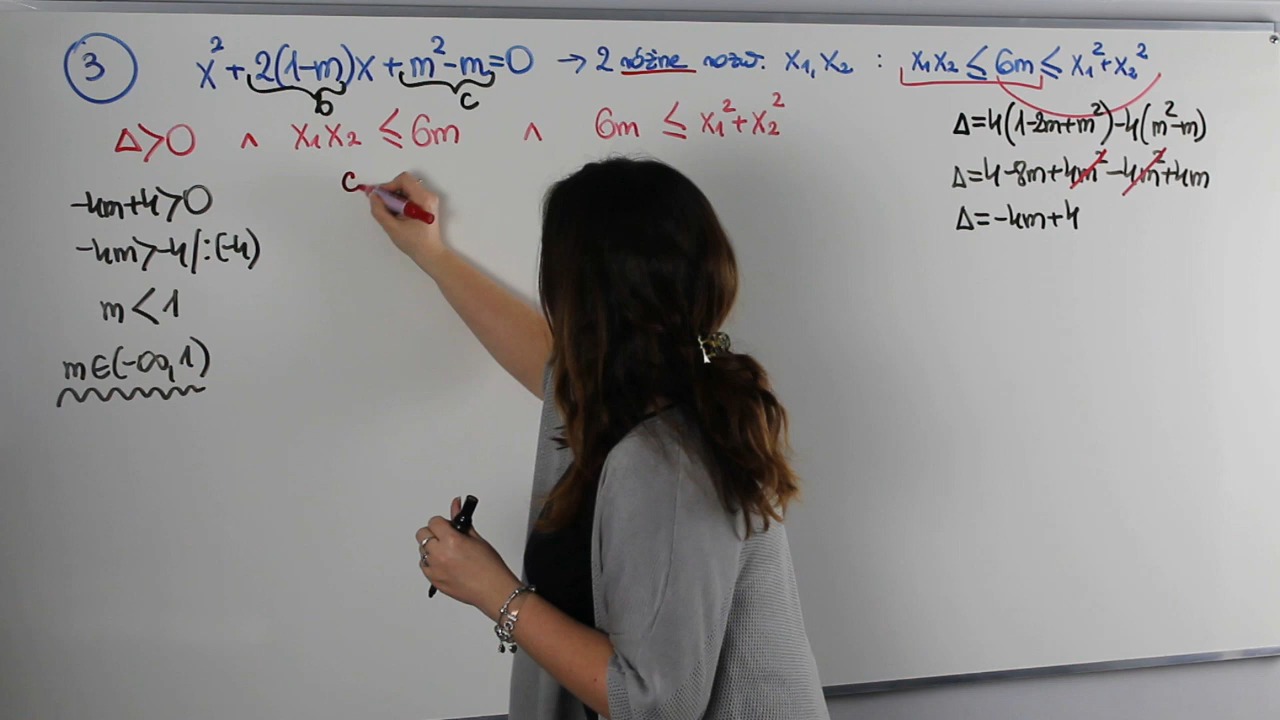 3 x²+2(1-m)x+m²-m=0 → 2 różne rozw. x₁,x₂ : x₁x₂ ≤ 6m ≤ x₁²+x₂²
b c
Δ>0 ∧ x₁x₂ ≤ 6m ∧ 6m ≤ x₁²+x₂²
c
-4m+4>0
-4m>-4/:(-4)
m<1
m∈(-∞,1)
Δ=4(1-2m+m²)-4(m²-m)
Δ=4-8m+4m²-4m²+4m
Δ=-4m+4